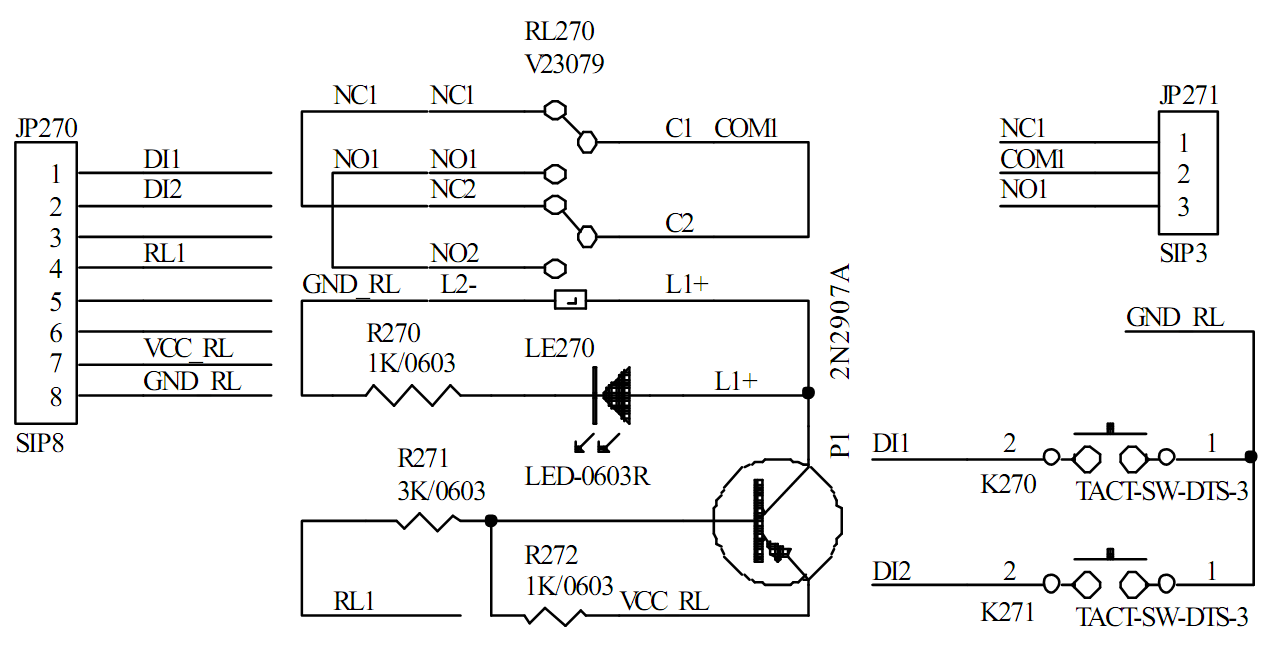 RL270
V23079
NC1 NC1
C1 COM1
NO1 NO1
NC2
C2
NO2
GND_RL L2- L1+
JP270
1 DI1
2 DI2
3
4 RL1
5
6
7 VCC_RL
8 GND_RL
SIP8
R270
1K/0603
LE270
L1+
LED-0603R
2N2907A
P1
R271
3K/0603
R272
1K/0603
RL1
VCC_RL
JP271
NC1 1
COM1 2
NO1 3
SIP3
GND_RL
DI1 2 1
K270 TACT-SW-DTS-3
DI2 2 1
K271 TACT-SW-DTS-3